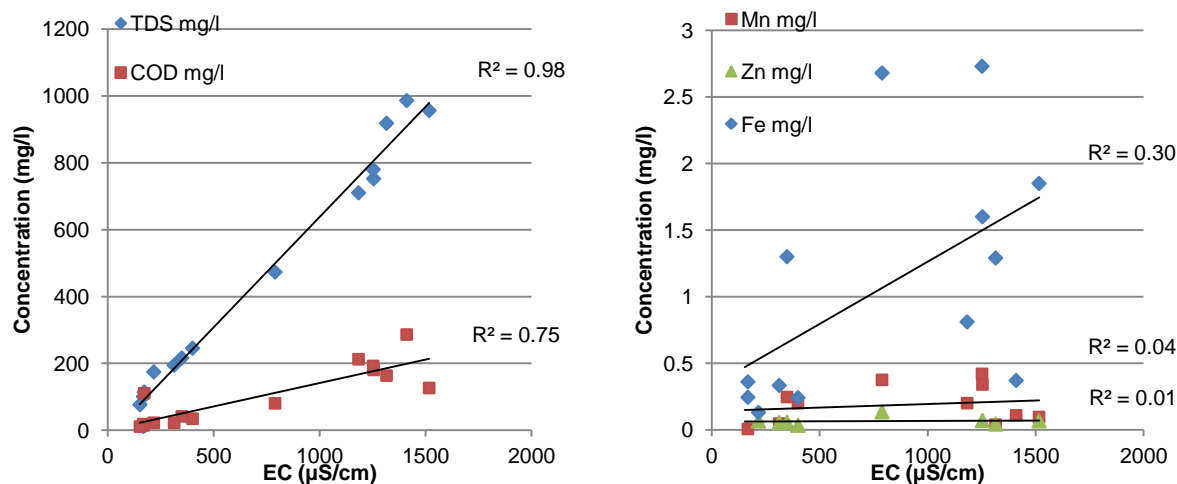 1200
1000
800
600
400
200
0
Concentration (mg/l)
TDS mg/l
COD mg/l
R² = 0.98
R² = 0.75
0
500
1000
1500
2000
EC (µS/cm)
3
2.5
2
1.5
1
0.5
0
Concentration (mg/l)
Mn mg/l
Zn mg/l
Fe mg/l
R² = 0.30
R² = 0.04
R² = 0.01
0
500
1000
1500
2000
EC (µS/cm)